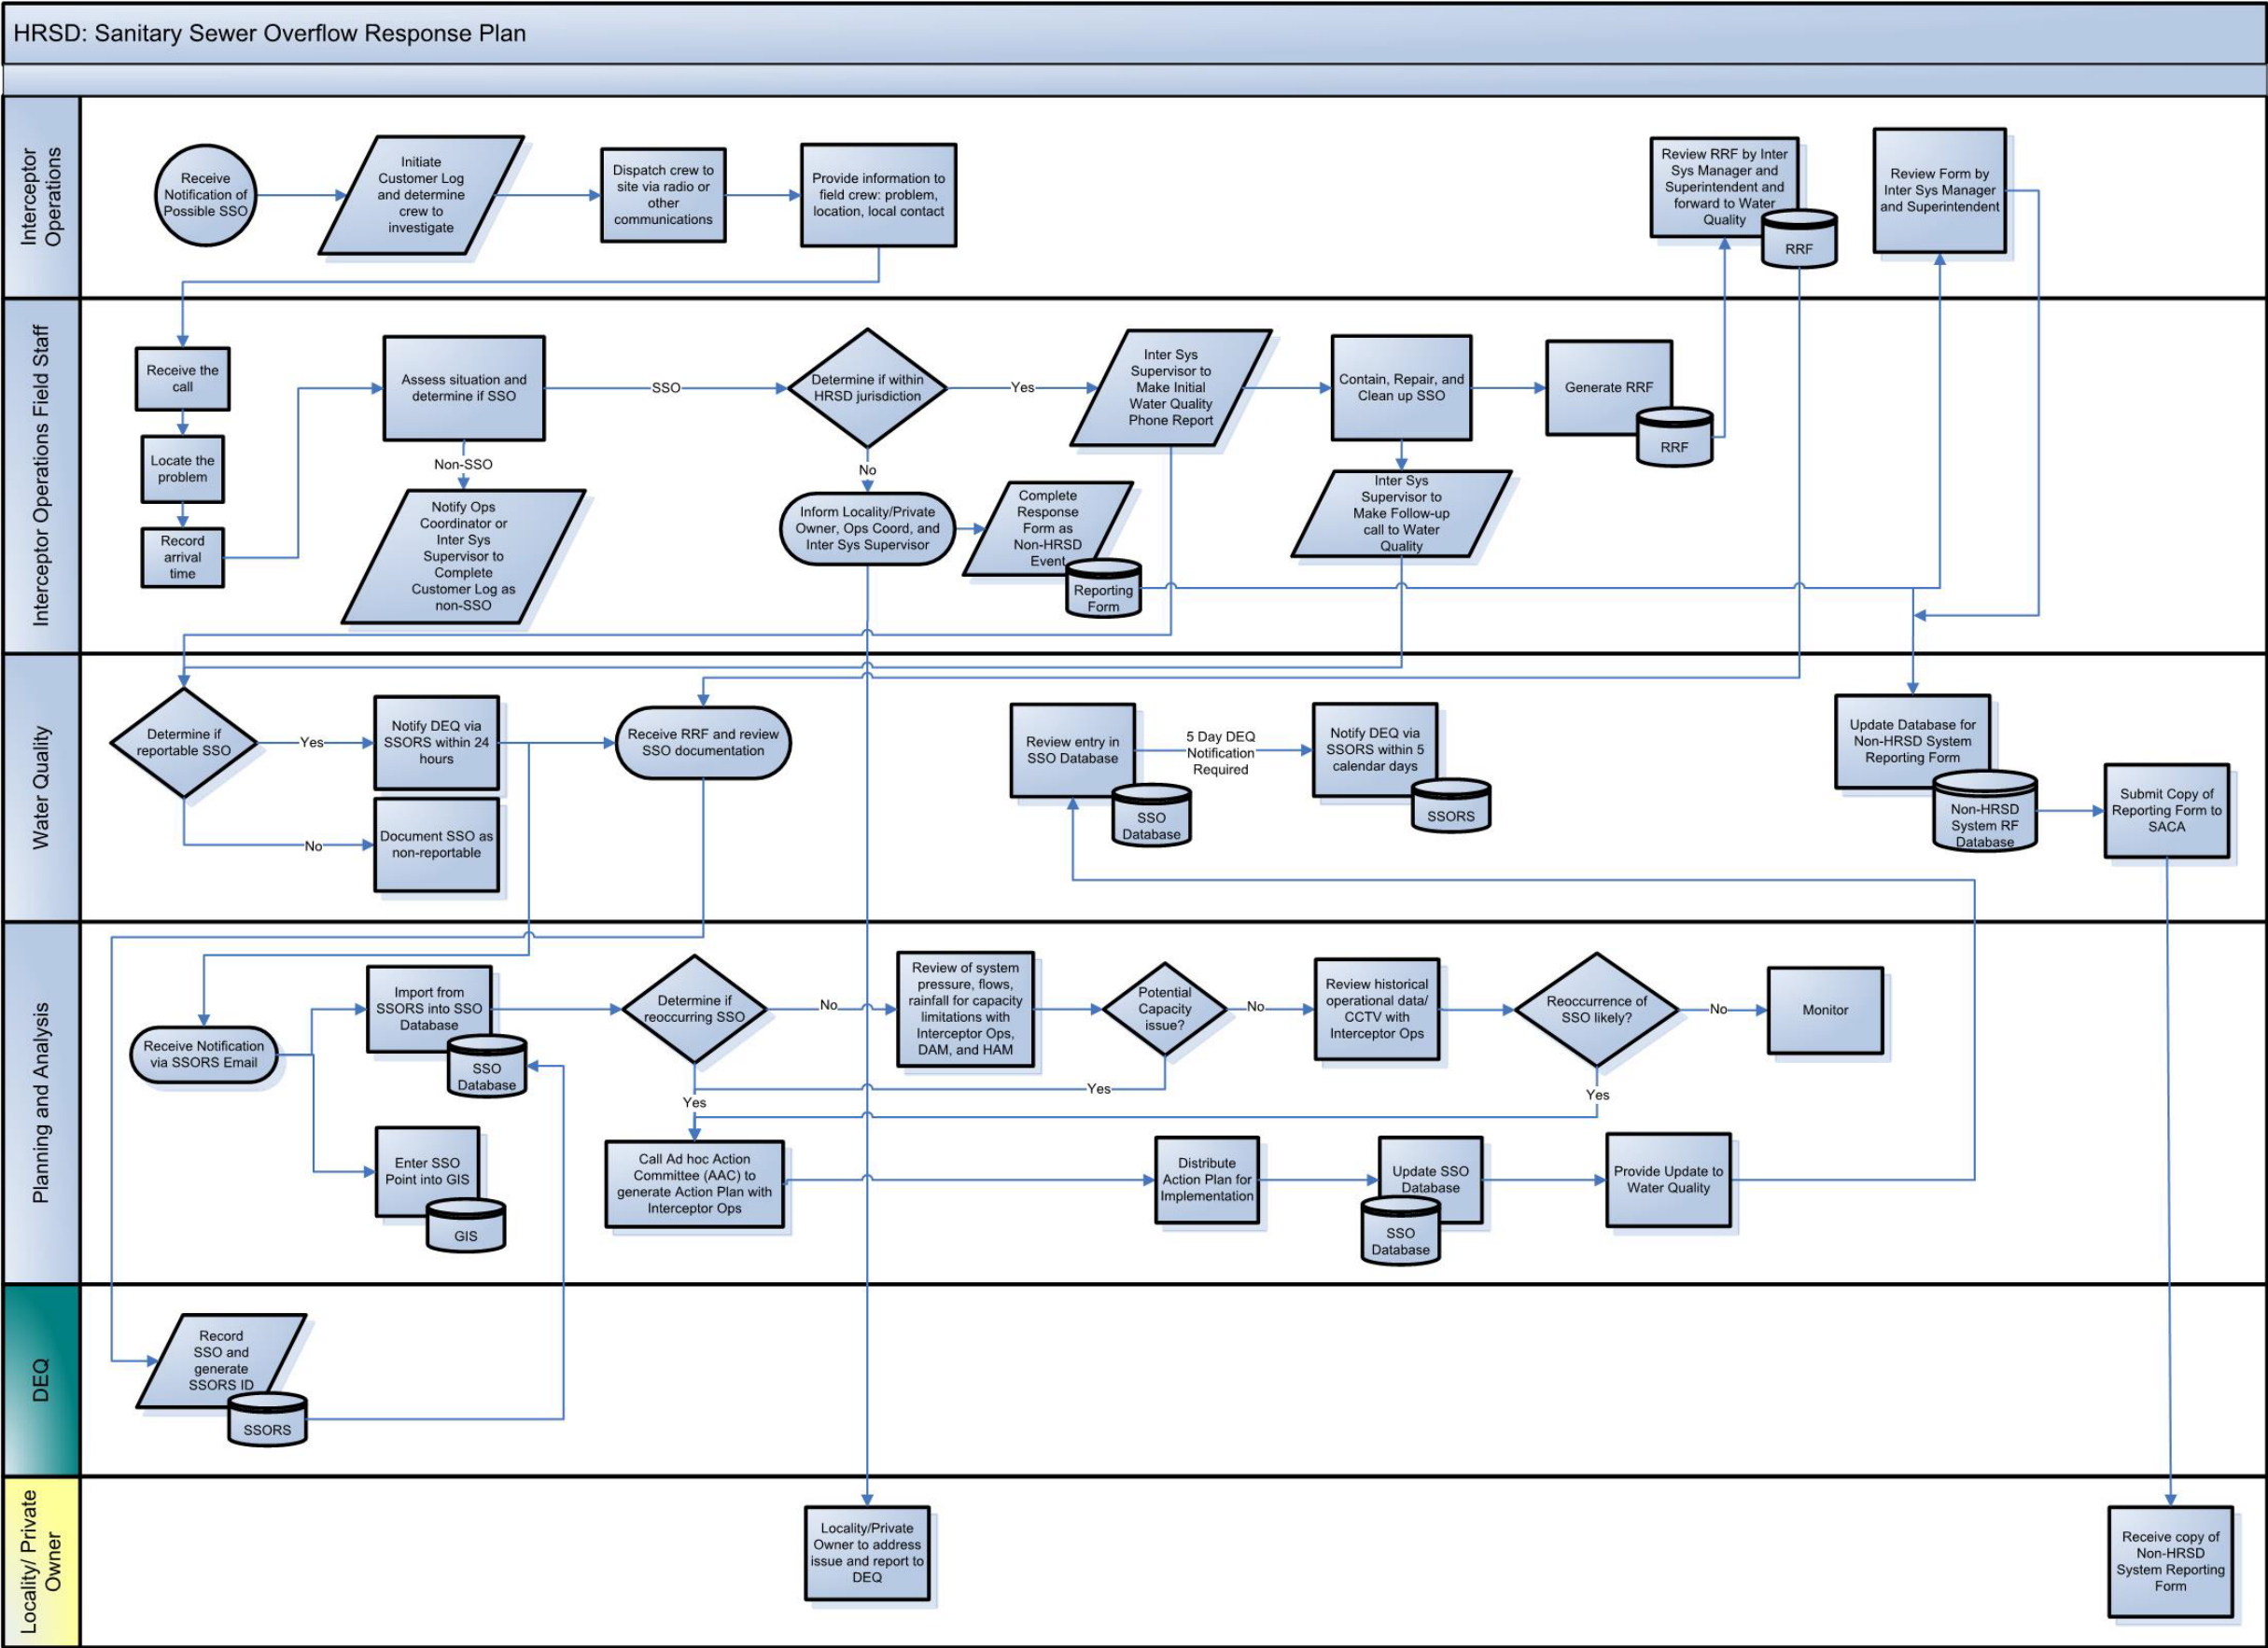 HRSD: Sanitary Sewer Overflow Response Plan
Interceptor
Operations
Receive
Notification of
Possible SSO
Initiate
Customer Log
and determine
crew to
investigate
Dispatch crew to
site via radio or
other
communications
Provide information to
field crew: problem,
location, local contact
Review RRF by Inter
Sys Manager and
Superintendent and
forward to Water
Quality
RRF
Review Form by
Inter Sys Manager
and Superintendent
Interceptor Operations Field Staff
Receive the
call
Locate the
problem
Record
arrival
time
Assess situation and
determine if SSO
SSO
Non-SSO
Notify Ops
Coordinator or
Inter Sys
Supervisor to
Complete
Customer Log as
non-SSO
Determine if within
HRSD jurisdiction
Yes
No
Inform Locality/Private
Owner, Ops Coord, and
Inter Sys Supervisor
Complete
Response
Form as
Non-HRSD
Event
Reporting
Form
Inter Sys
Supervisor to
Make Initial
Water Quality
Phone Report
Contain, Repair, and
Clean up SSO
Inter Sys
Supervisor to
Make Follow-up
call to Water
Quality
Generate RRF
RRF
Water Quality
Determine if
reportable SSO
Yes
No
Notify DEQ via
SSORS within 24
hours
Document SSO as
non-reportable
Receive RRF and review
SSO documentation
Review entry in
SSO Database
SSO
Database
5 Day DEQ
Notification
Required
Notify DEQ via
SSORS within 5
calendar days
SSORS
Update Database for
Non-HRSD System
Reporting Form
Non-HRSD
System RF
Database
Submit Copy of
Reporting Form to
SACA
Planning and Analysis
Receive Notification
via SSORS Email
Import from
SSORS into SSO
Database
SSO
Database
Enter SSO
Point into GIS
GIS
Determine if
reoccurring SSO
No
Yes
Review of system
pressure, flows,
rainfall for capacity
limitations with
Interceptor Ops,
DAM, and HAM
Potential
Capacity
issue?
No
Yes
Review historical
operational data/
CCTV with
Interceptor Ops
Reoccurrence of
SSO likely?
No
Yes
Monitor
Call Ad hoc Action
Committee (AAC) to
generate Action Plan with
Interceptor Ops
Distribute
Action Plan for
Implementation
Update SSO
Database
SSO
Database
Provide Update to
Water Quality
DEQ
Record
SSO and
generate
SSORS ID
SSORS
Locality/ Private
Owner
Locality/Private
Owner to address
issue and report to
DEQ
Receive copy of
Non-HRSD
System Reporting
Form